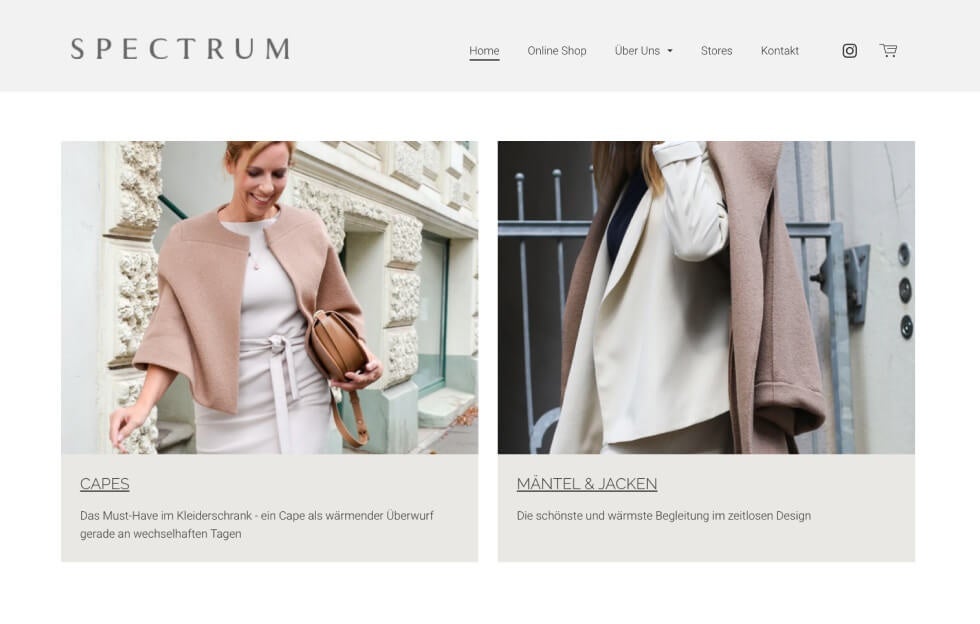 SPECTRUM
Home Online Shop Über Uns Stores Kontakt
CAPES
Das Must-Have im Kleiderschrank - ein Cape als wärmender Überwurf
gerade an wechselhaften Tagen
MÄNTEL & JACKEN
Die schönste und wärmste Begleitung im zeitlosen Design